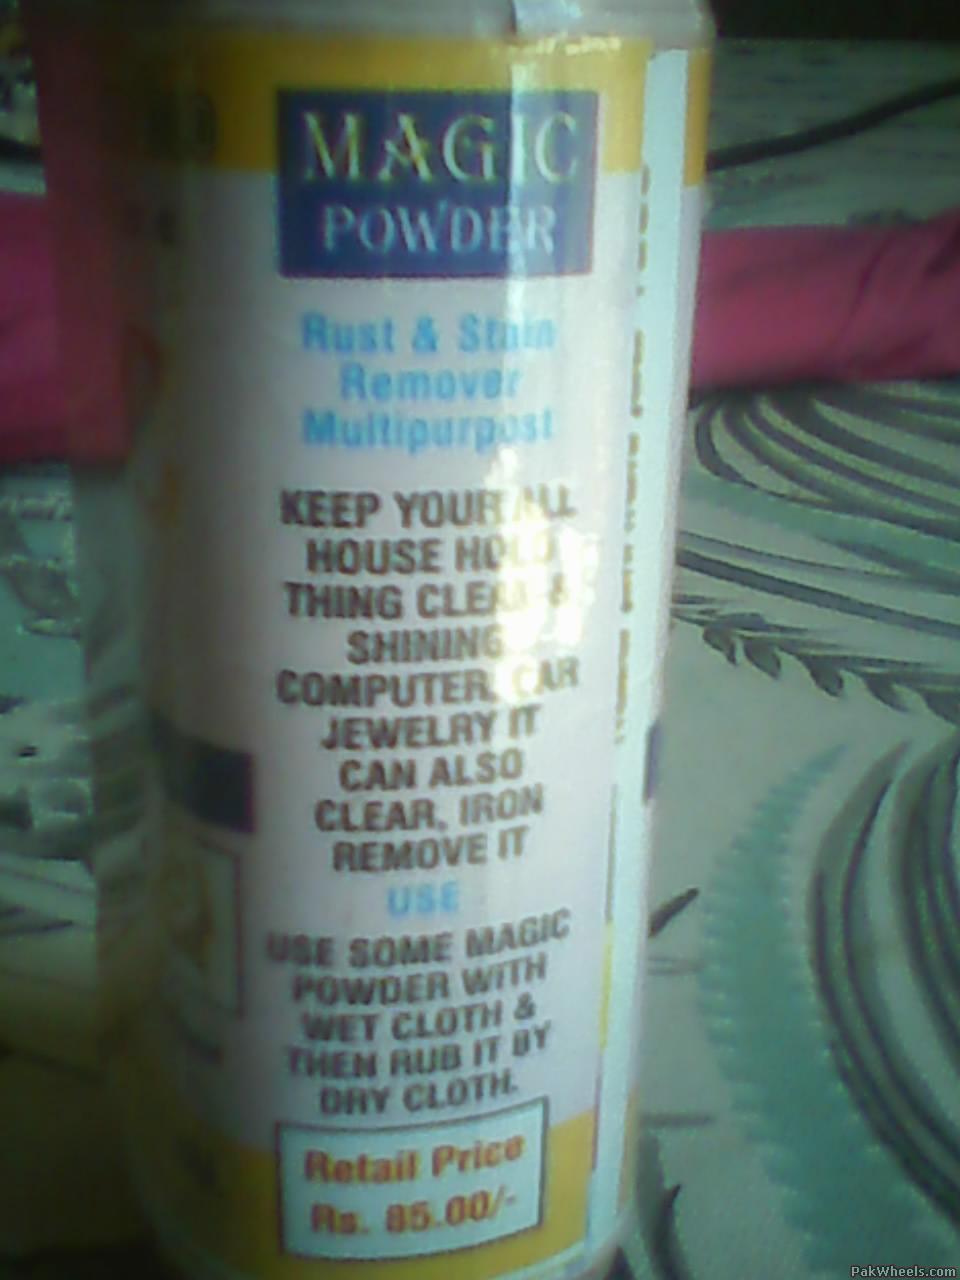 MAGIC
POWDER
Rust & Stain
Remover
Multipurpost
KEEP YOUR ALL
HOUSE HOLD
THING CLEAR &
SHINING
COMPUTER, CAR
JEWELRY IT
CAN ALSO
CLEAR, IRON
REMOVE IT
USE
USE SOME MAGIC
POWDER WITH
WET CLOTH &
THEN RUB IT BY
DRY CLOTH.
Retail Price
Rs. 85.00/-
PakWheels.com